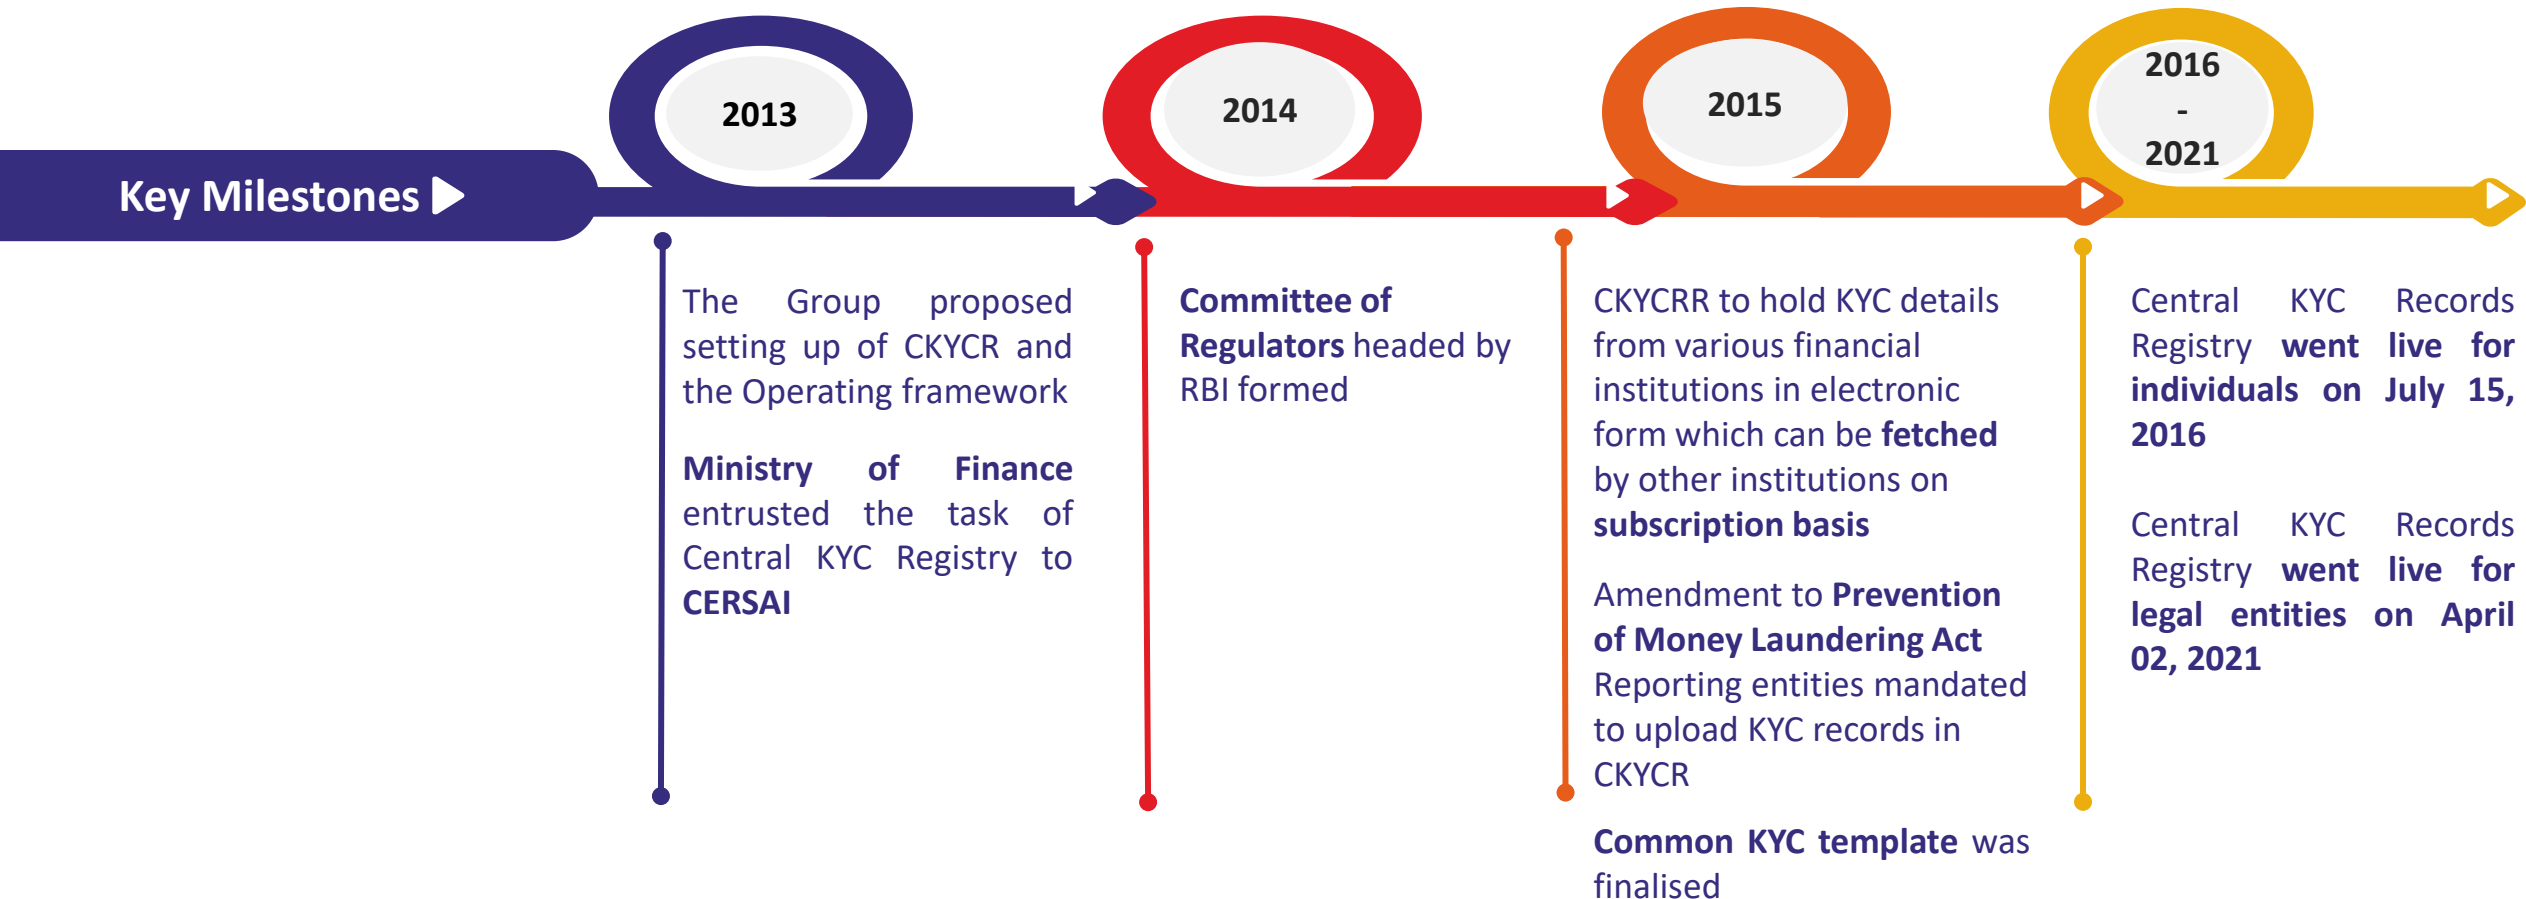 Key Milestones
2013
The Group proposed
setting up of CKYCR and
the Operating framework
Ministry of Finance
entrusted the task of
Central KYC Registry to
CERSAI
2014
Committee of
Regulators headed by
RBI formed
2015
CKYCRR to hold KYC details
from various financial
institutions in electronic
form which can be fetched
by other institutions on
subscription basis
Amendment to Prevention
of Money Laundering Act
Reporting entities mandated
to upload KYC records in
CKYCR
Common KYC template was
finalised
2016
-
2021
Central KYC Records
Registry went live for
individuals on July 15,
2016
Central KYC Records
Registry went live for
legal entities on April
02, 2021